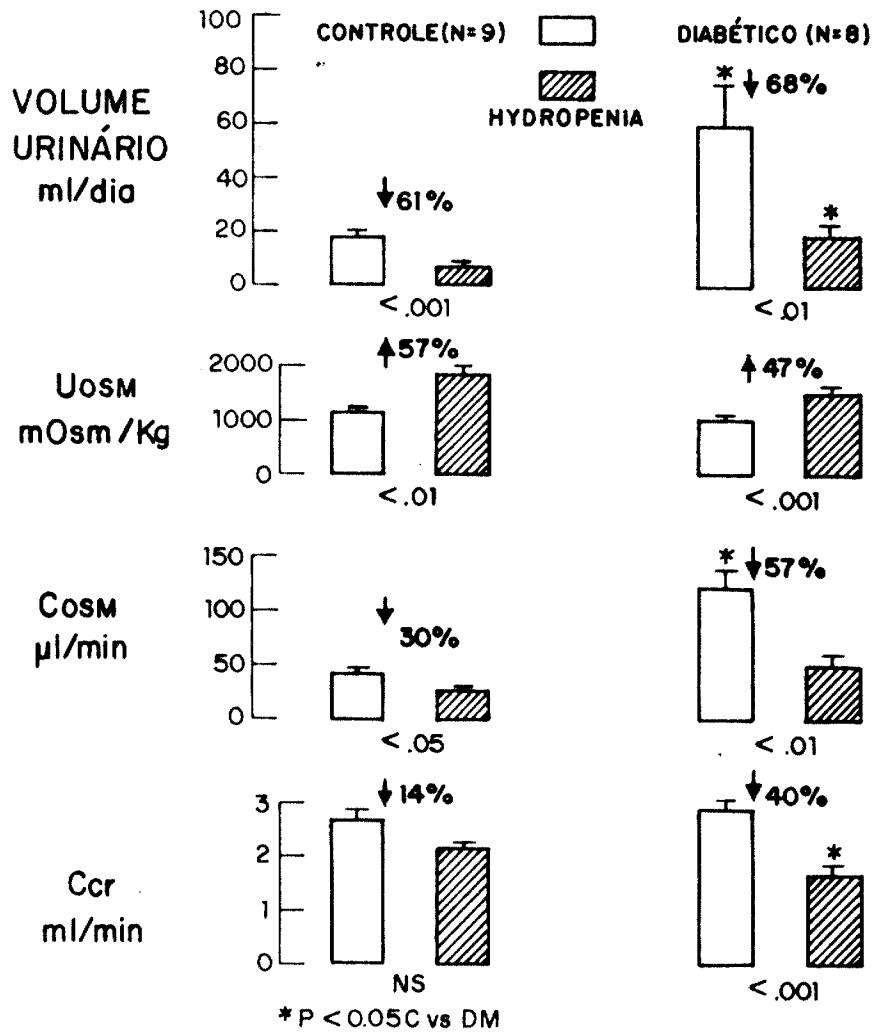 CONTROLE (N=9)
DIABÉTICO (N=8)
HYDROPENIA
VOLUME
URINÁRIO
ml/dia
100
80
60
40
20
0
↓ 61%
< .001
* ↓ 68%
*
< .01
UOSM
mOsm/Kg
2000
1000
0
↑ 57%
< .01
↑ 47%
< .001
COSM
µl/min
150
100
50
0
↓ 30%
< .05
* ↓ 57%
< .01
Ccr
ml/min
3
2
1
0
↓ 14%
NS
↓ 40%
*
< .001
* P < 0.05 C vs DM